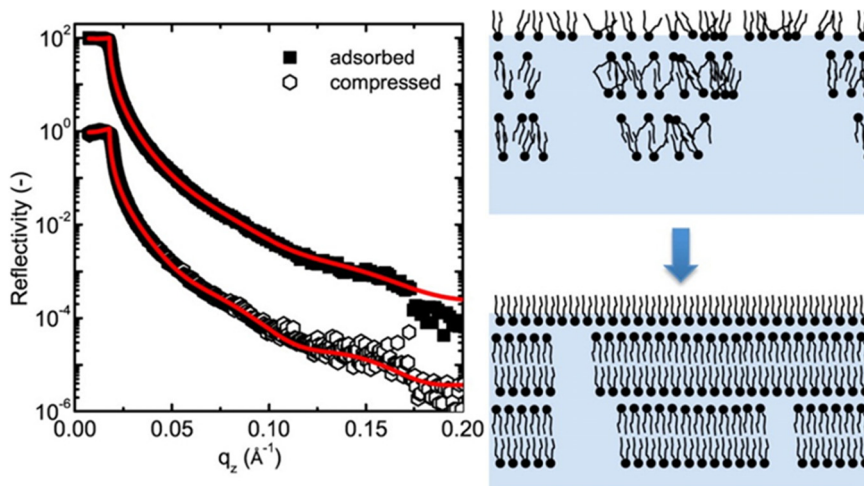 10²
10⁰
10⁻²
10⁻⁴
10⁻⁶
Reflectivity (-)
adsorbed
compressed
0.00 0.05 0.10 0.15 0.20
q_z (Å⁻¹)